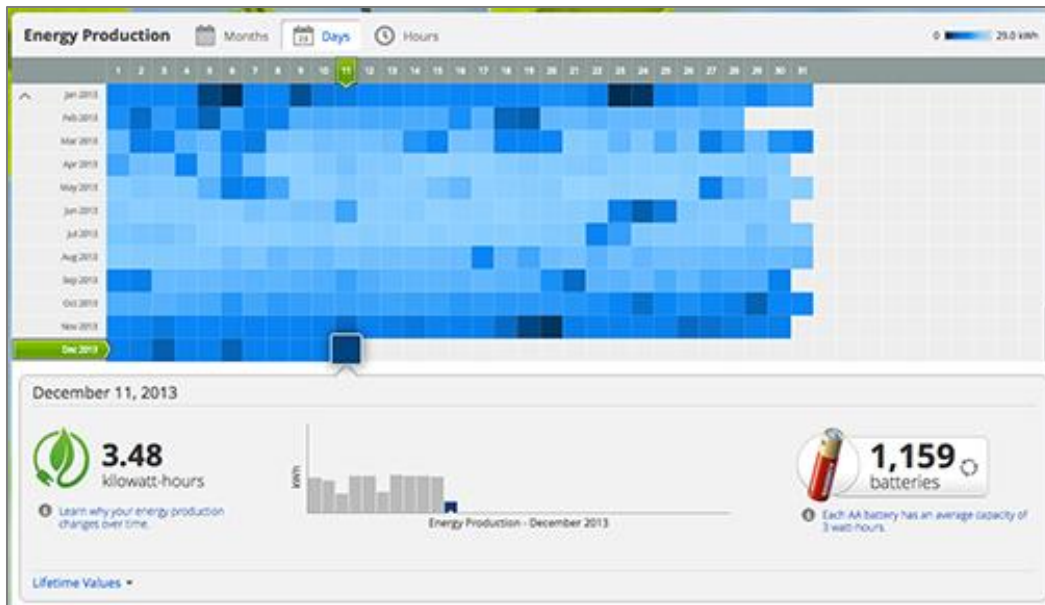 Energy Production Months Days Hours 0 29.0 kWh
1 2 3 4 5 6 7 8 9 10 11 12 13 14 15 16 17 18 19 20 21 22 23 24 25 26 27 28 29 30 31
Jan 2013
Feb 2013
Mar 2013
Apr 2013
May 2013
Jun 2013
Jul 2013
Aug 2013
Sep 2013
Oct 2013
Nov 2013
Dec 2013
December 11, 2013
3.48
kilowatt-hours
Learn why your energy production
changes over time.
kWh
Energy Production - December 2013
1,159
batteries
Each AA battery has an average capacity of
3 watt-hours.
Lifetime Values